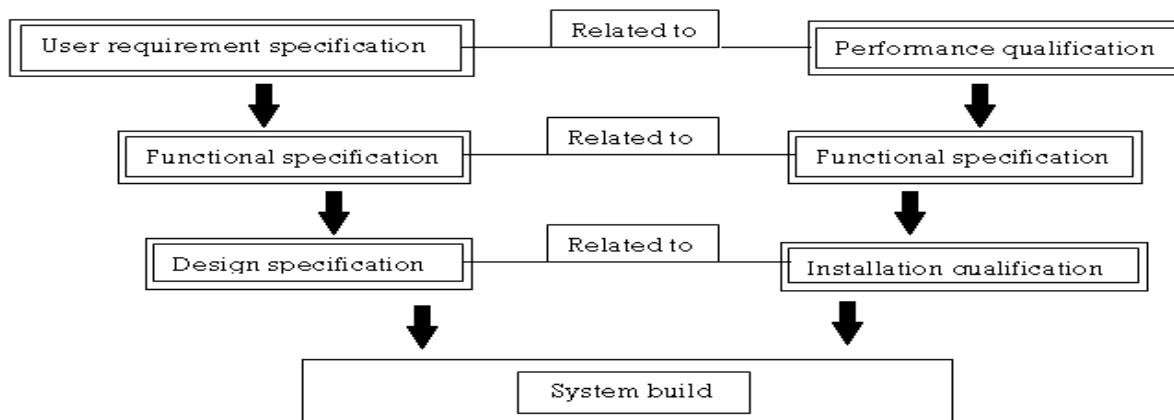 Related to
User requirement specification
Performance qualification
Related to
Functional specification
Functional specification
Related to
Design specification
Installation qualification
System build